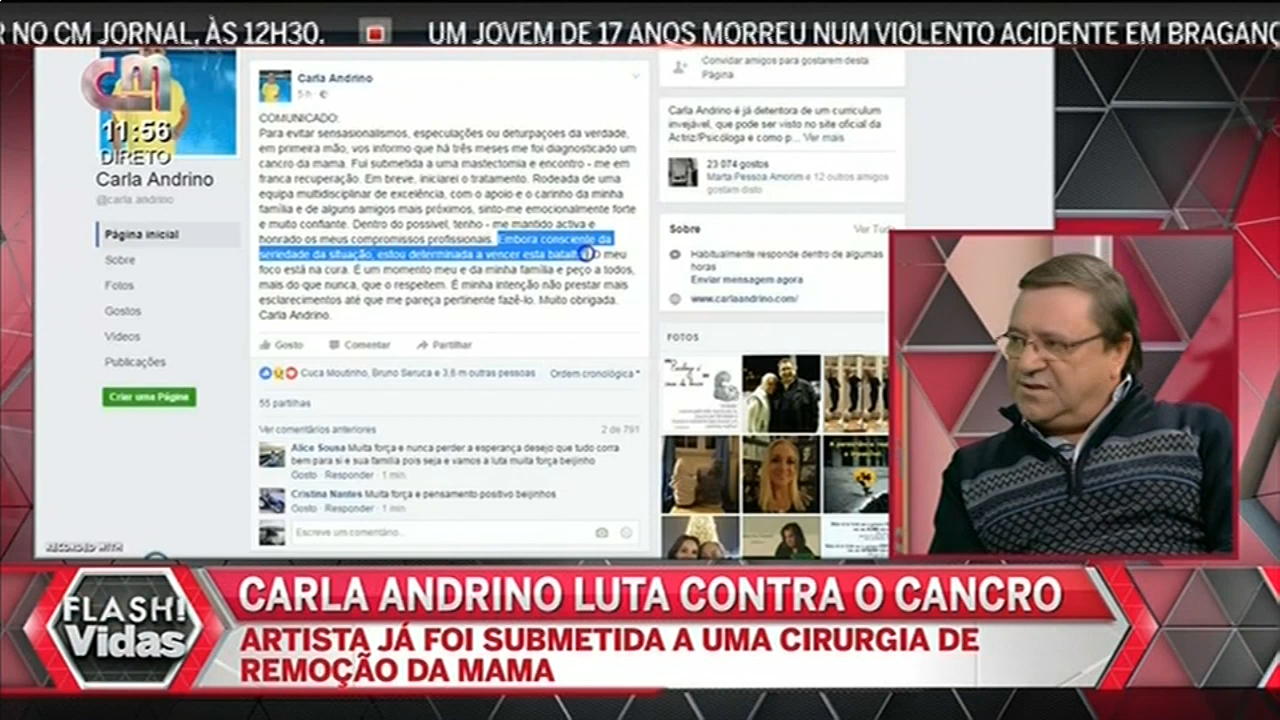 R NO CM JORNAL, ÀS 12H30.
UM JOVEM DE 17 ANOS MORREU NUM VIOLENTO ACIDENTE EM BRAGANÇ
CM
11:56
DIRETO
Carla Andrino
@carla.andrino
Página inicial
Sobre
Fotos
Gostos
Vídeos
Publicações
Criar uma Página
Carla Andrino
5 h
COMUNICADO:
Para evitar sensasionalismos, especulações ou deturpaçoes da verdade,
em primeira mão, vos informo que há três meses me foi diagnosticado um
cancro da mama. Fui submetida a uma mastectomia e encontro - me em
franca recuperação. Em breve, iniciarei o tratamento. Rodeada de uma
equipa multidisciplinar de excelência, com o apoio e o carinho da minha
família e de alguns amigos mais próximos, sinto-me emocionalmente forte
e muito confiante. Dentro do possível, tenho - me mantido activa e
honrado os meus compromissos profissionais. Embora consciente da
seriedade da situação, estou determinada a vencer esta batalha. O meu
foco está na cura. É um momento meu e da minha família e peço a todos,
mais do que nunca, que o respeitem. É minha intenção não prestar mais
esclarecimentos até que me pareça pertinente fazê-lo. Muito obrigada.
Carla Andrino.
Gosto Comentar Partilhar
Cuca Moutinho, Bruno Seruca e 3,6 m outras pessoas Ordem cronológica
55 partilhas
Ver comentários anteriores 2 de 791
Alice Sousa Muita força e nunca perder a esperança desejo que tudo corra
bem para si e sua família pois seja e vamos a luta muita força beijinho
Gosto · Responder · 1 min
Cristina Nantes Muita força e pensamento positivo beijinhos
Gosto · Responder · 1 min
Escreve um comentário...
Convidar amigos para gostarem desta
Página
Carla Andrino é já detentora de um curriculum
invejável, que pode ser visto no site oficial da
Actriz/Psicóloga e como p... Ver mais
23 074 gostos
Marta Pessoa Amorim e 12 outros amigos
gostam disto
Sobre Ver Tudo
Habitualmente responde dentro de algumas
horas
Enviar mensagem agora
www.carlaandrino.com/
FOTOS
RECORDED WITH
FLASH!
Vidas
CARLA ANDRINO LUTA CONTRA O CANCRO
ARTISTA JÁ FOI SUBMETIDA A UMA CIRURGIA DE
REMOÇÃO DA MAMA